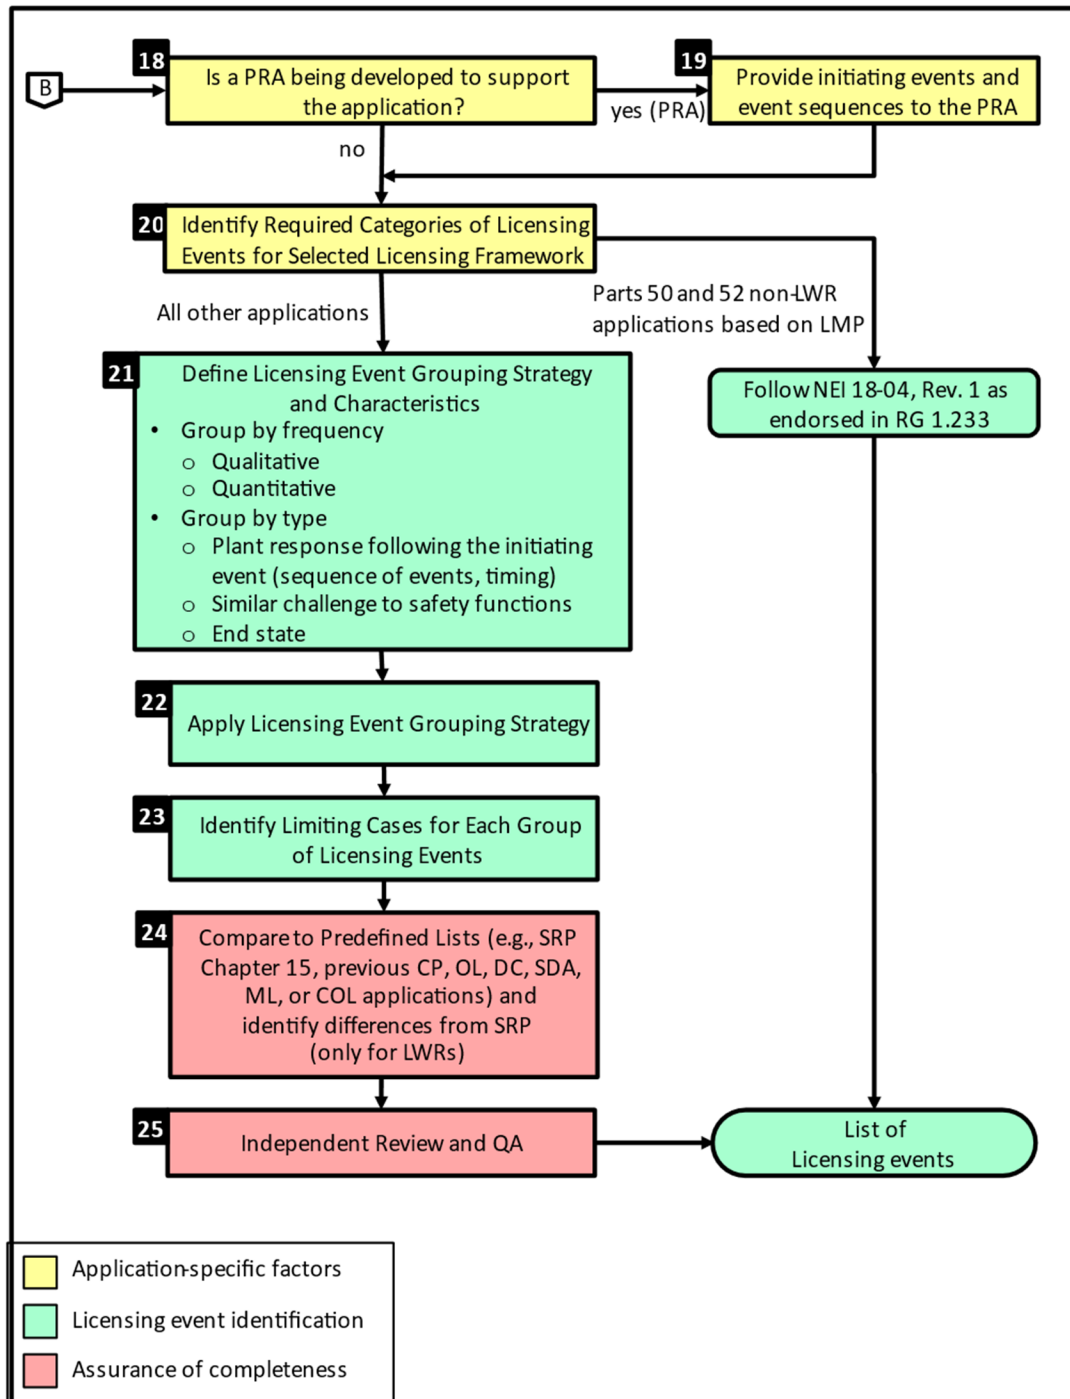 B
18
Is a PRA being developed to support
the application?
yes (PRA)
19
Provide initiating events and
event sequences to the PRA
no
20
Identify Required Categories of Licensing
Events for Selected Licensing Framework
All other applications
Parts 50 and 52 non-LWR
applications based on LMP
21
Define Licensing Event Grouping Strategy
and Characteristics
• Group by frequency
o Qualitative
o Quantitative
• Group by type
o Plant response following the initiating
event (sequence of events, timing)
o Similar challenge to safety functions
o End state
Follow NEI 18-04, Rev. 1 as
endorsed in RG 1.233
22
Apply Licensing Event Grouping Strategy
23
Identify Limiting Cases for Each Group
of Licensing Events
24
Compare to Predefined Lists (e.g., SRP
Chapter 15, previous CP, OL, DC, SDA,
ML, or COL applications) and
identify differences from SRP
(only for LWRs)
25
Independent Review and QA
List of
Licensing events
Application-specific factors
Licensing event identification
Assurance of completeness